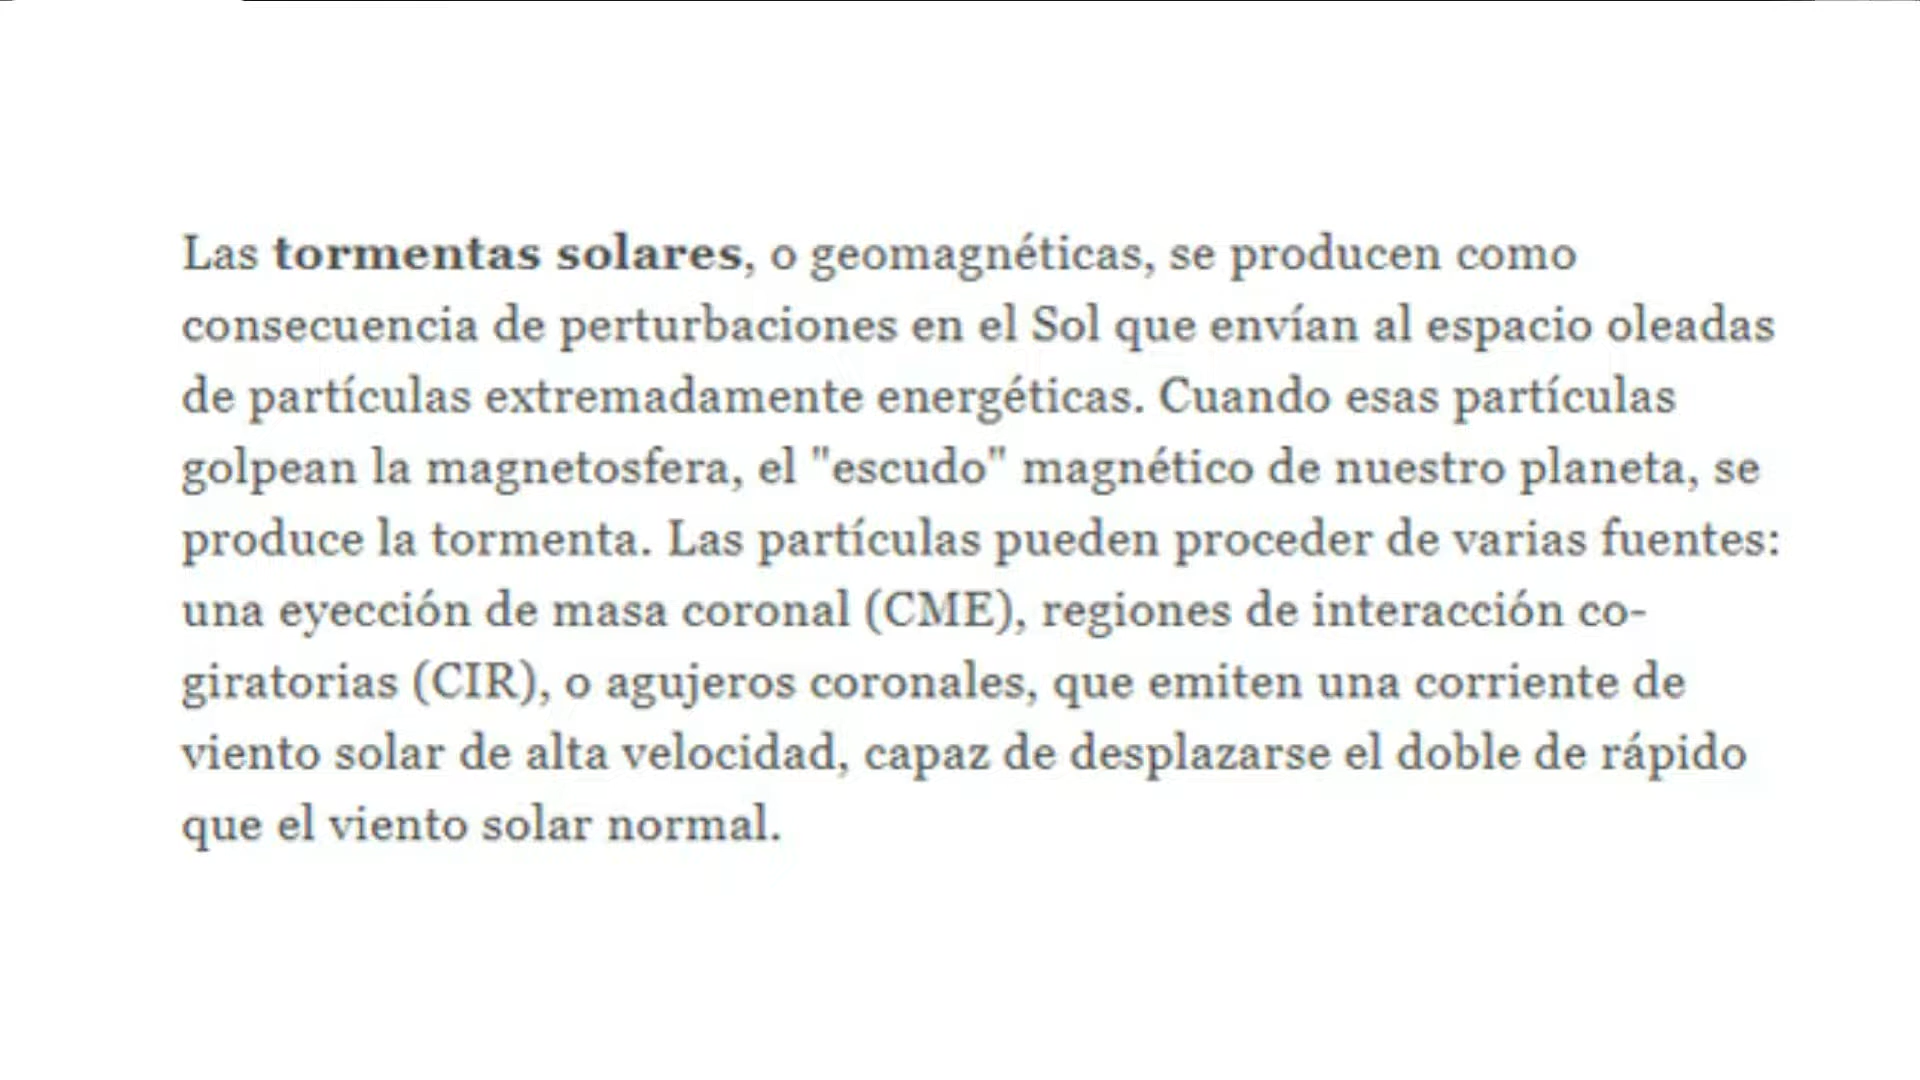 Las tormentas solares, o geomagnéticas, se producen como
consecuencia de perturbaciones en el Sol que envían al espacio oleadas
de partículas extremadamente energéticas. Cuando esas partículas
golpean la magnetosfera, el "escudo" magnético de nuestro planeta, se
produce la tormenta. Las partículas pueden proceder de varias fuentes:
una eyección de masa coronal (CME), regiones de interacción co-
giratorias (CIR), o agujeros coronales, que emiten una corriente de
viento solar de alta velocidad, capaz de desplazarse el doble de rápido
que el viento solar normal.